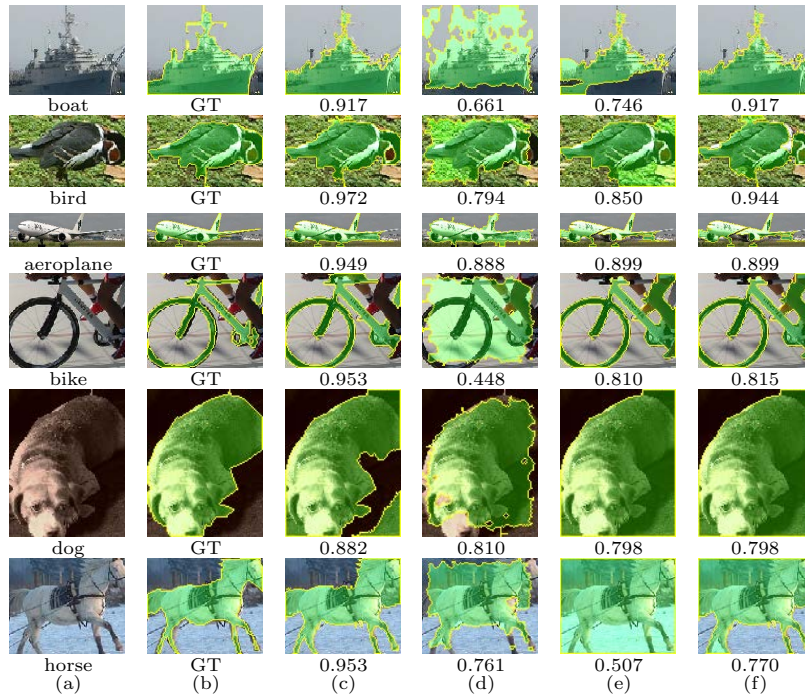 boat GT 0.917 0.661 0.746 0.917
bird GT 0.972 0.794 0.850 0.944
aeroplane GT 0.949 0.888 0.899 0.899
bike GT 0.953 0.448 0.810 0.815
dog GT 0.882 0.810 0.798 0.798
horse GT 0.953 0.761 0.507 0.770
(a) (b) (c) (d) (e) (f)